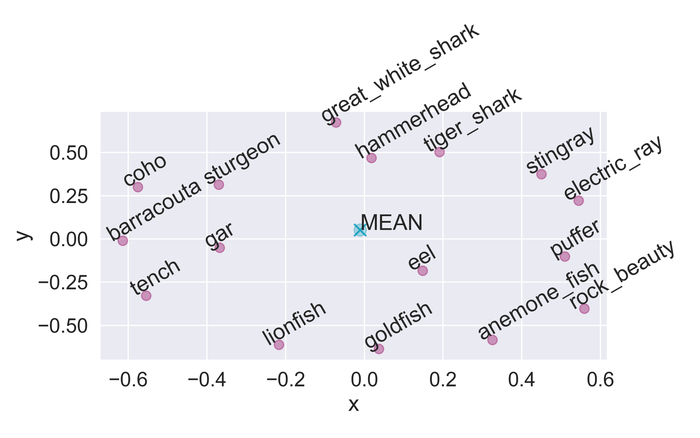 great_white_shark
hammerhead
tiger_shark
coho
sturgeon
stingray
electric_ray
barracouta
gar
MEAN
puffer
eel
tench
lionfish
goldfish
anemone_fish
rock_beauty
0.50
0.25
0.00
−0.25
−0.50
y
−0.6 −0.4 −0.2 0.0 0.2 0.4 0.6
x